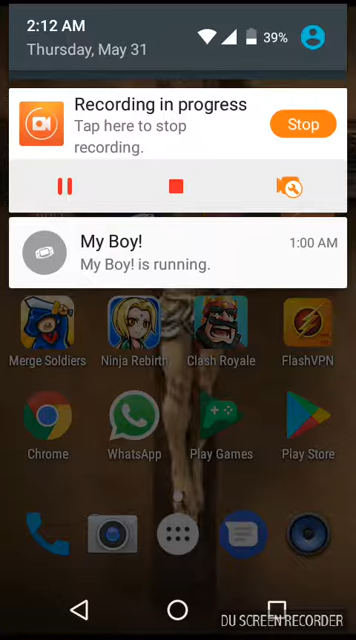 2:12 AM
39%
Thursday, May 31
Recording in progress
Tap here to stop
recording.
Stop
My Boy!
1:00 AM
My Boy! is running.
Merge Soldiers
Ninja Rebirth
Clash Royale
FlashVPN
Chrome
WhatsApp
Play Games
Play Store
DU SCREEN RECORDER